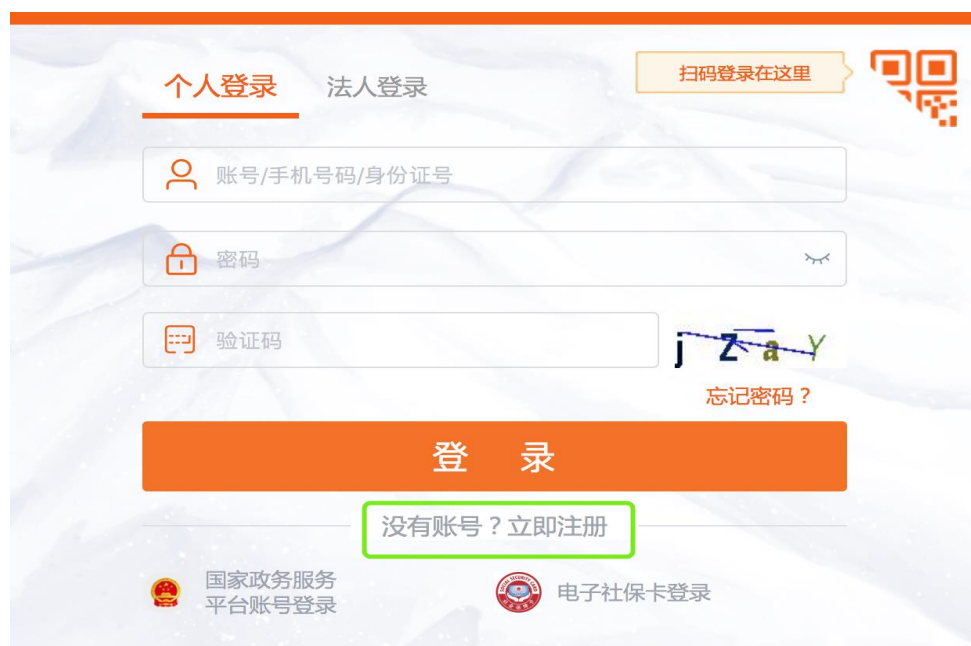 个人登录
法人登录
扫码登录在这里
账号/手机号码/身份证号
密码
验证码
jZaY
忘记密码？
登 录
没有账号？立即注册
国家政务服务
平台账号登录
电子社保卡登录